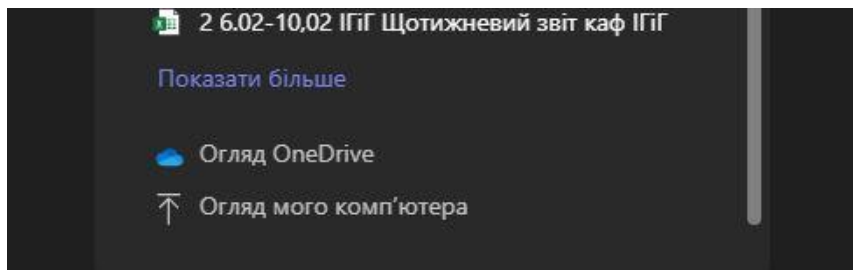 2 6.02-10,02 ІГіГ Щотижневий звіт каф ІГіГ
Показати більше
Огляд OneDrive
Огляд мого комп'ютера